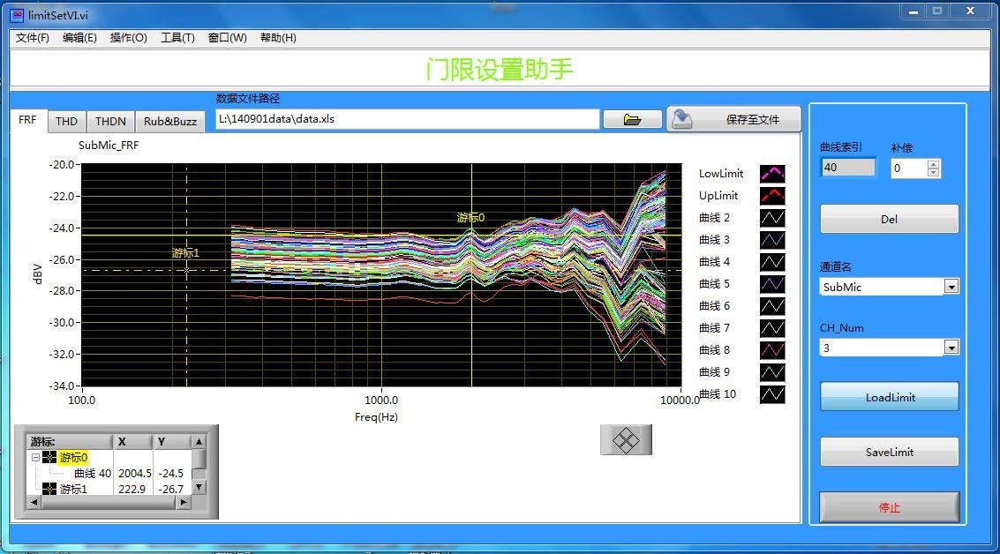 limitSetVI.vi
文件(F) 编辑(E) 操作(O) 工具(T) 窗口(W) 帮助(H)
门限设置助手
数据文件路径
FRF THD THDN Rub&Buzz L:\140901data\data.xls 保存至文件
SubMic_FRF
-20.0
-22.0
-24.0
-26.0
-28.0
-30.0
-32.0
-34.0
dBV
游标0
游标1
100.0 1000.0 10000.0
Freq(Hz)
LowLimit
UpLimit
曲线 2
曲线 3
曲线 4
曲线 5
曲线 6
曲线 7
曲线 8
曲线 9
曲线 10
游标: X Y
游标0
曲线 40 2004.5 -24.5
游标1 222.9 -26.7
曲线索引 补偿
40 0
Del
通道名
SubMic
CH_Num
3
LoadLimit
SaveLimit
停止